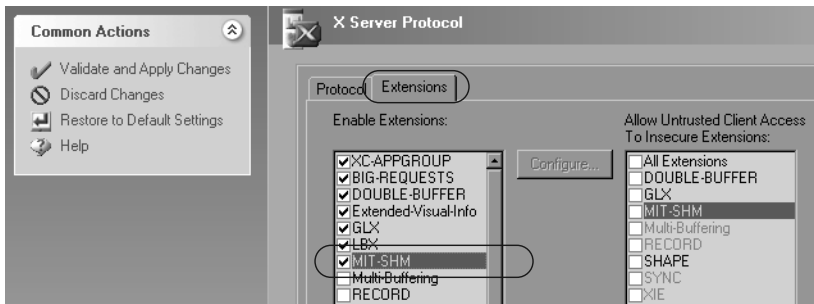 Common Actions
Validate and Apply Changes
Discard Changes
Restore to Default Settings
Help
X Server Protocol
Protocol
Extensions
Enable Extensions:
XC-APPGROUP
BIG-REQUESTS
DOUBLE-BUFFER
Extended-Visual-Info
GLX
LBX
MIT-SHM
Multi-Buffering
RECORD
Configure...
Allow Untrusted Client Access
To Insecure Extensions:
All Extensions
DOUBLE-BUFFER
GLX
MIT-SHM
Multi-Buffering
RECORD
SHAPE
SYNC
XIE